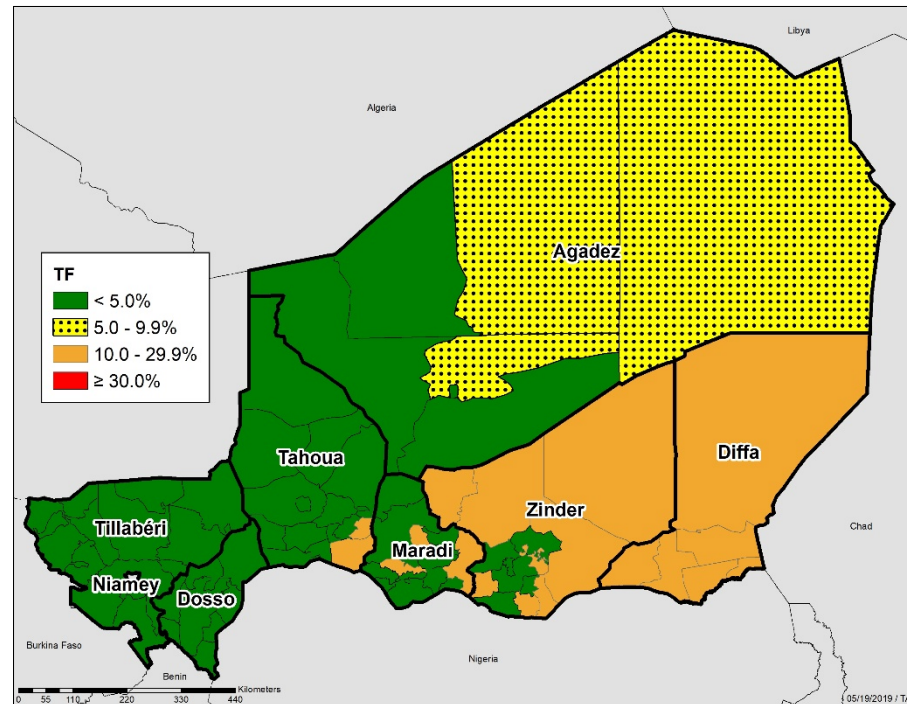 Libya
Algeria
Agadez
TF
< 5.0%
5.0 - 9.9%
10.0 - 29.9%
≥ 30.0%
Diffa
Tahoua
Zinder
Tillabéri
Chad
Maradi
Niamey
Dosso
Burkina Faso
Nigeria
Benin
Kilometers
0 55 110 220 330 440
05/19/2019 / TA